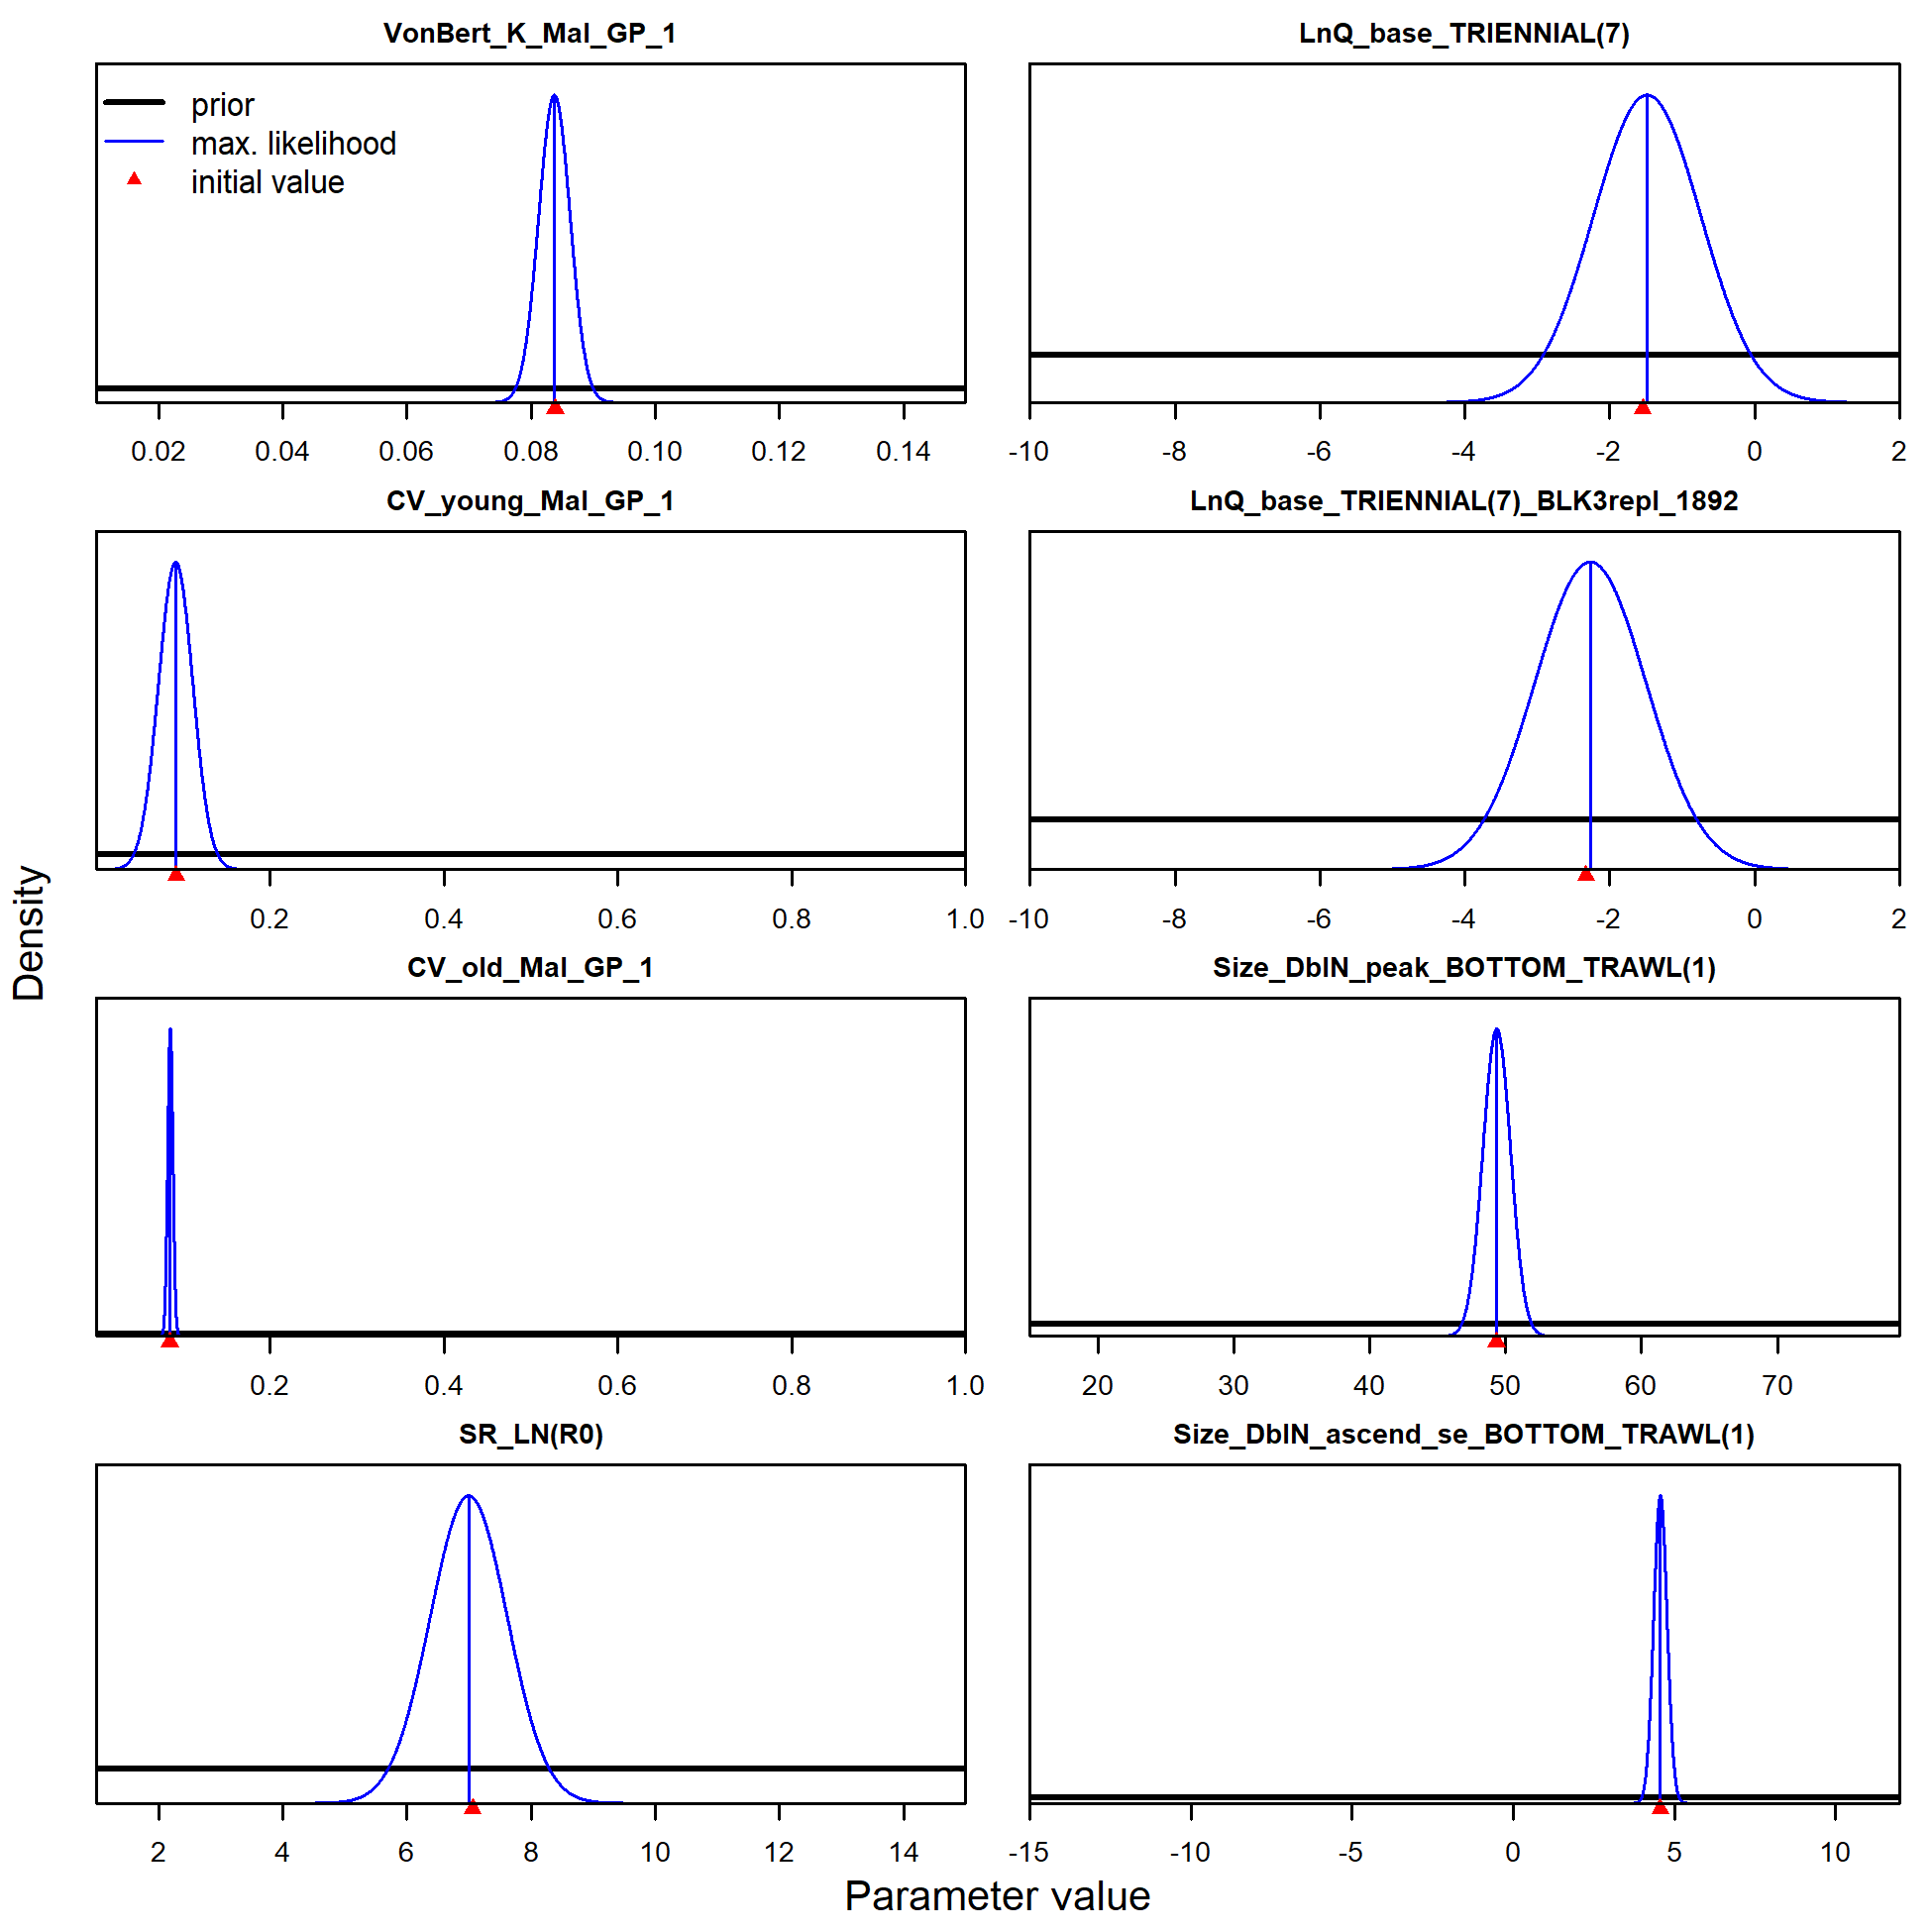 VonBert_K_Mal_GP_1
prior
max. likelihood
initial value
0.02 0.04 0.06 0.08 0.10 0.12 0.14
CV_young_Mal_GP_1
0.2 0.4 0.6 0.8 1.0
CV_old_Mal_GP_1
0.2 0.4 0.6 0.8 1.0
SR_LN(R0)
2 4 6 8 10 12 14
LnQ_base_TRIENNIAL(7)
-10 -8 -6 -4 -2 0 2
LnQ_base_TRIENNIAL(7)_BLK3repl_1892
-10 -8 -6 -4 -2 0 2
Size_DblN_peak_BOTTOM_TRAWL(1)
20 30 40 50 60 70
Size_DblN_ascend_se_BOTTOM_TRAWL(1)
-15 -10 -5 0 5 10
Density
Parameter value